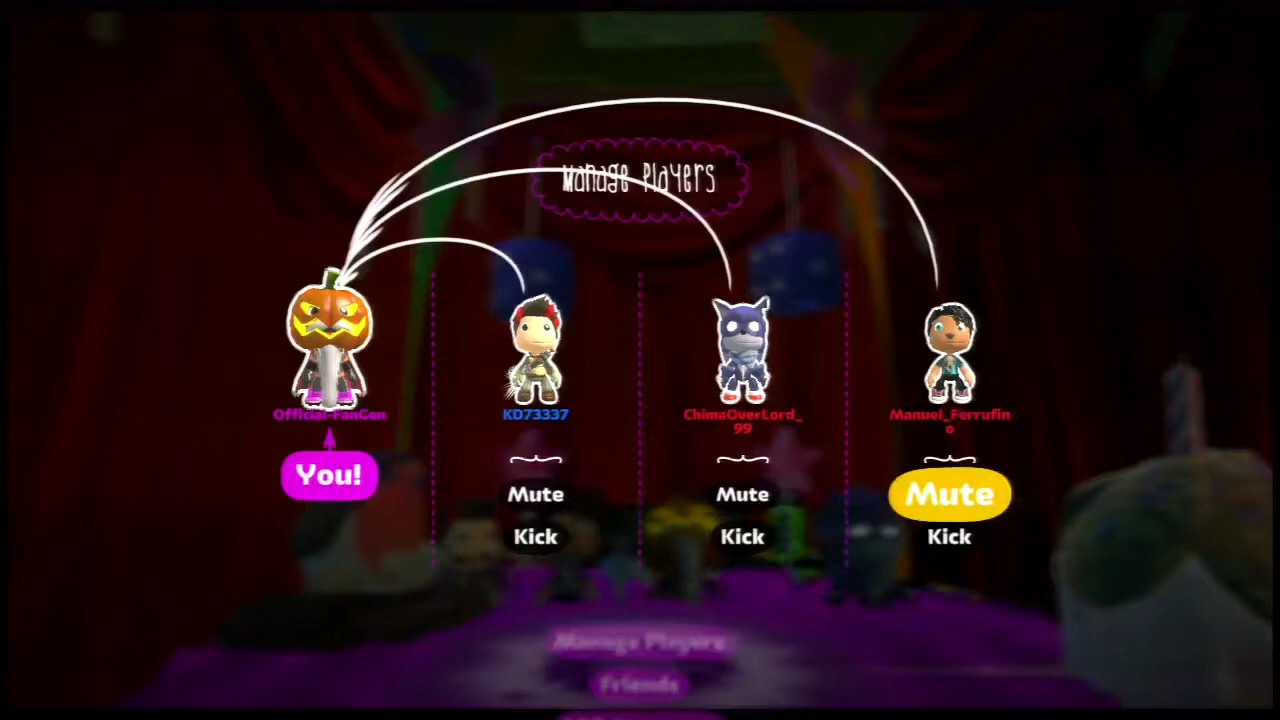 Manage Players
Official-FanGen
KD73337
ChimaOverLord_
99
Manuel_Ferrufin
o
You!
Mute
Mute
Mute
Kick
Kick
Kick
Manage Players
Friends